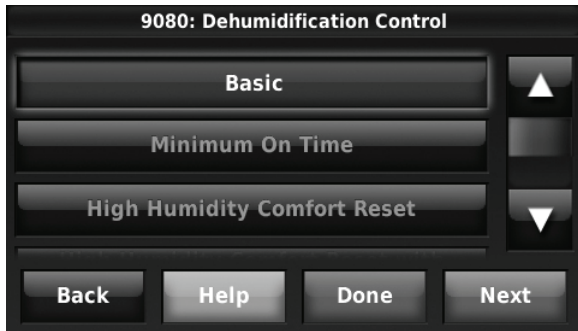 9080: Dehumidification Control
Basic
Minimum On Time
High Humidity Comfort Reset
Back
Help
Done
Next